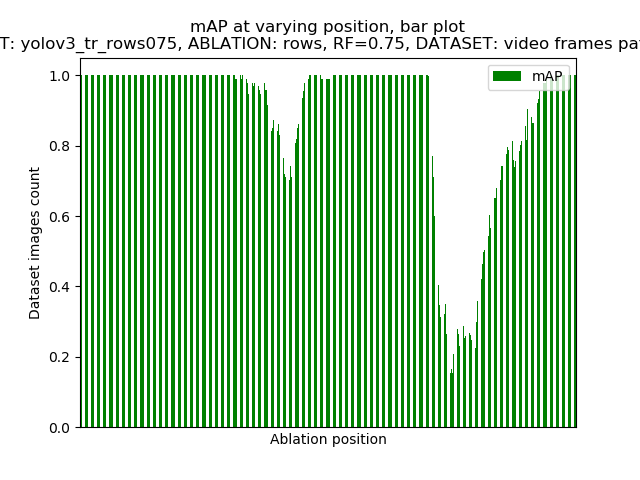 mAP at varying position, bar plot
T: yolov3_tr_rows075, ABLATION: rows, RF=0.75, DATASET: video frames pa
mAP
1.0
0.8
0.6
0.4
0.2
0.0
Dataset images count
Ablation position